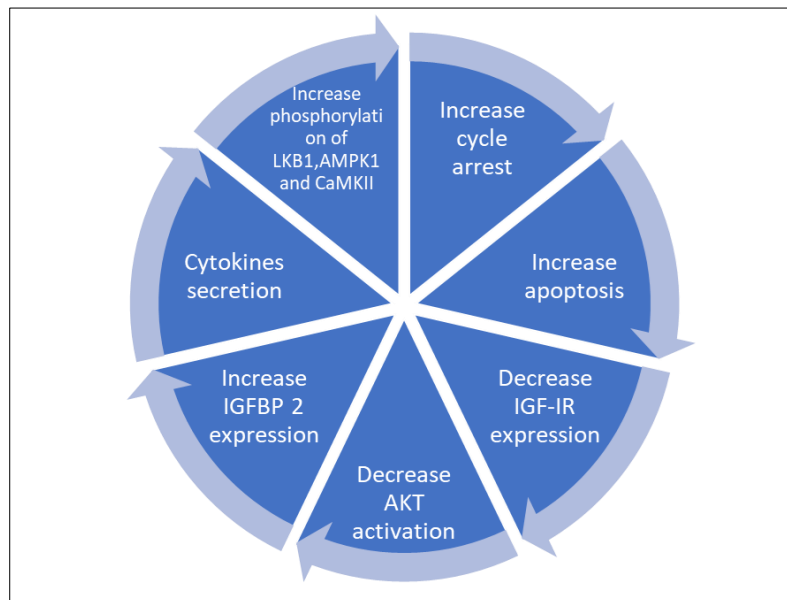 Increase
cycle
arrest
Increase
apoptosis
Decrease
IGF-IR
expression
Decrease
AKT
activation
Increase
IGFBP 2
expression
Cytokines
secretion
Increase
phosphorylati
on of
LKB1,AMPK1
and CaMKII